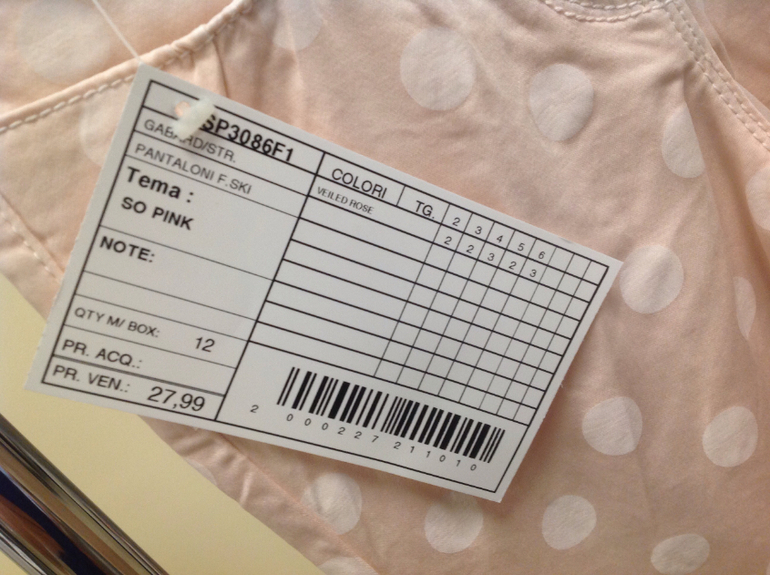 SP3086F1
GABARD/STR.
PANTALONI F.SKI
Tema :
SO PINK
NOTE:
QTY M/ BOX: 12
PR. ACQ.:
PR. VEN.: 27,99
COLORI TG. 2 3 4 5 6
VEILED ROSE 2 2 3 2 3
2 000227 211010